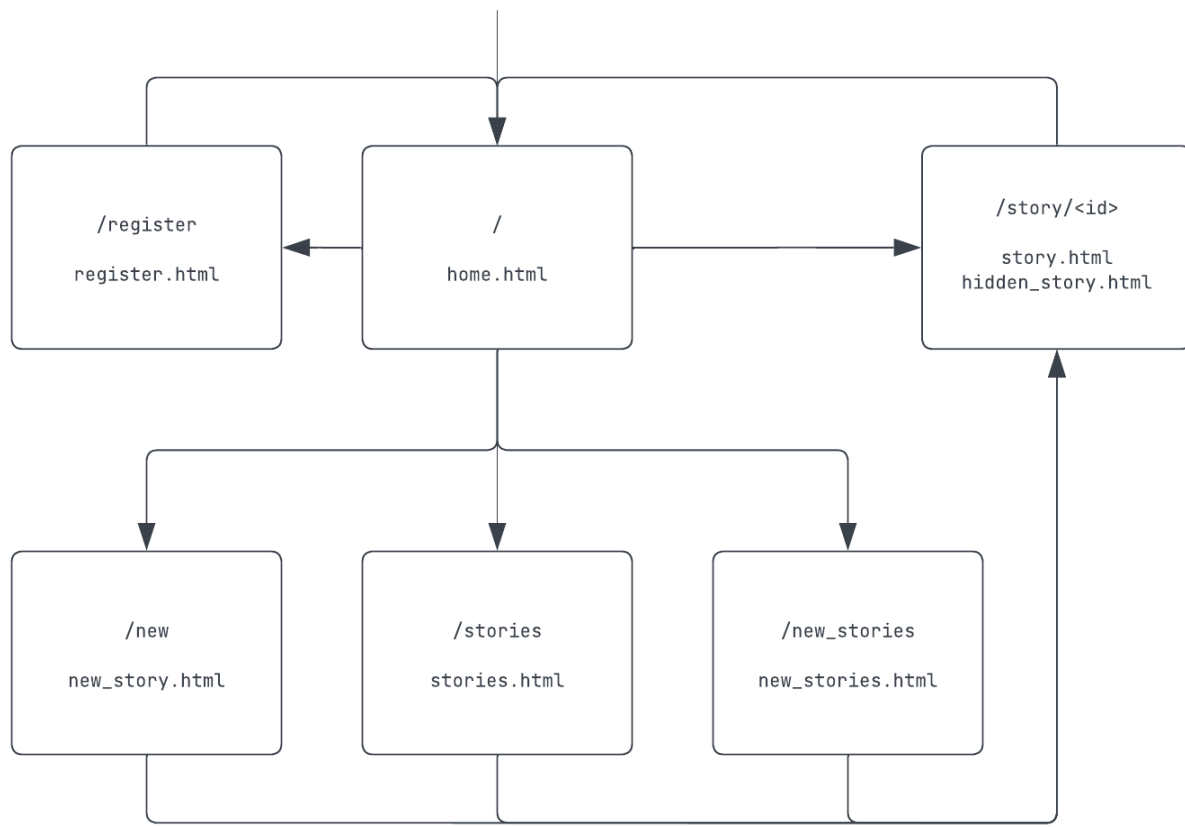 /register
register.html
/
home.html
/story/<id>
story.html
hidden_story.html
/new
new_story.html
/stories
stories.html
/new_stories
new_stories.html